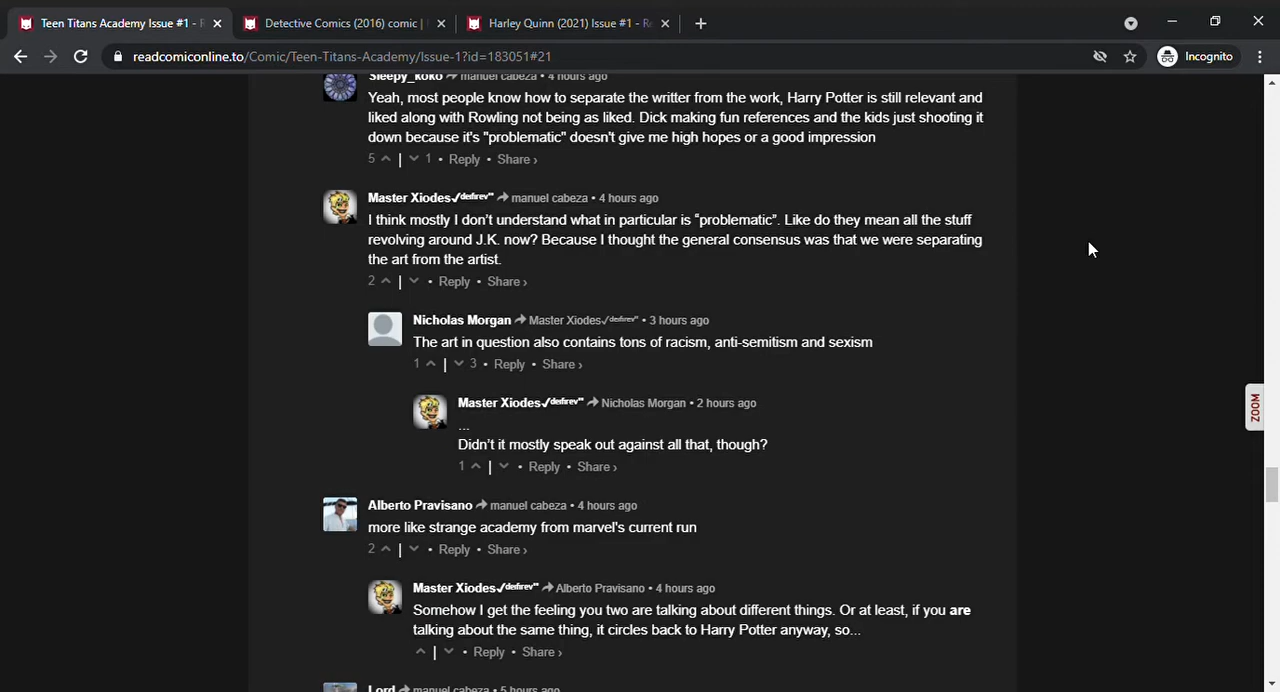 Teen Titans Academy Issue #1 - R
Detective Comics (2016) comic |
Harley Quinn (2021) Issue #1 - Re
readcomiconline.to/Comic/Teen-Titans-Academy/Issue-1?id=183051#21
Incognito
Sleepy_koko manuel cabeza • 4 hours ago
Yeah, most people know how to separate the writter from the work, Harry Potter is still relevant and
liked along with Rowling not being as liked. Dick making fun references and the kids just shooting it
down because it's "problematic" doesn't give me high hopes or a good impression
5 | 1 • Reply • Share ›
Master Xiodes manuel cabeza • 4 hours ago
I think mostly I don't understand what in particular is "problematic". Like do they mean all the stuff
revolving around J.K. now? Because I thought the general consensus was that we were separating
the art from the artist.
2 | • Reply • Share ›
Nicholas Morgan Master Xiodes • 3 hours ago
The art in question also contains tons of racism, anti-semitism and sexism
1 | 3 • Reply • Share ›
Master Xiodes Nicholas Morgan • 2 hours ago
...
Didn't it mostly speak out against all that, though?
1 | • Reply • Share ›
Alberto Pravisano manuel cabeza • 4 hours ago
more like strange academy from marvel's current run
2 | • Reply • Share ›
Master Xiodes Alberto Pravisano • 4 hours ago
Somehow I get the feeling you two are talking about different things. Or at least, if you are
talking about the same thing, it circles back to Harry Potter anyway, so...
| • Reply • Share ›
Lord manuel cabeza • 5 hours ago
ZOOM